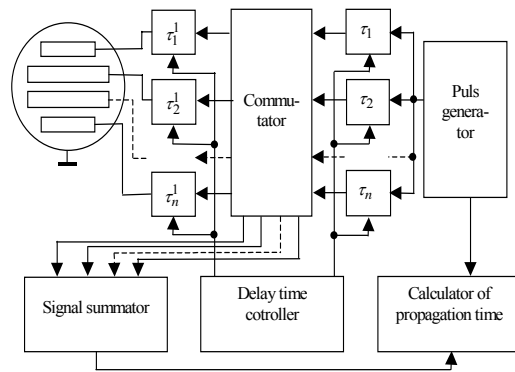 τ₁¹
τ₁
τ₂¹
Commu-
tator
τ₂
Puls
genera-
tor
τₙ¹
τₙ
Signal summator
Delay time
cotroller
Calculator of
propagation time